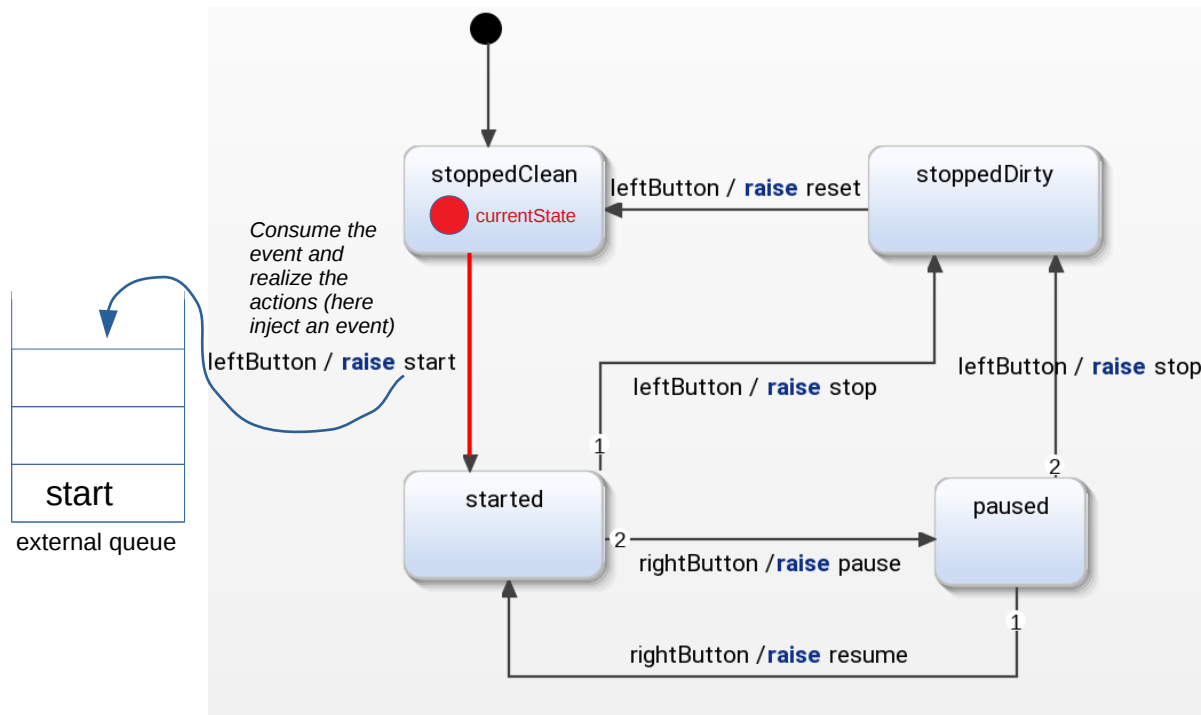 stoppedClean
currentState
leftButton / raise reset
stoppedDirty
Consume the
event and
realize the
actions (here
inject an event)
leftButton / raise start
leftButton / raise stop
leftButton / raise stop
1
2
start
external queue
started
2
rightButton /raise pause
paused
1
rightButton /raise resume